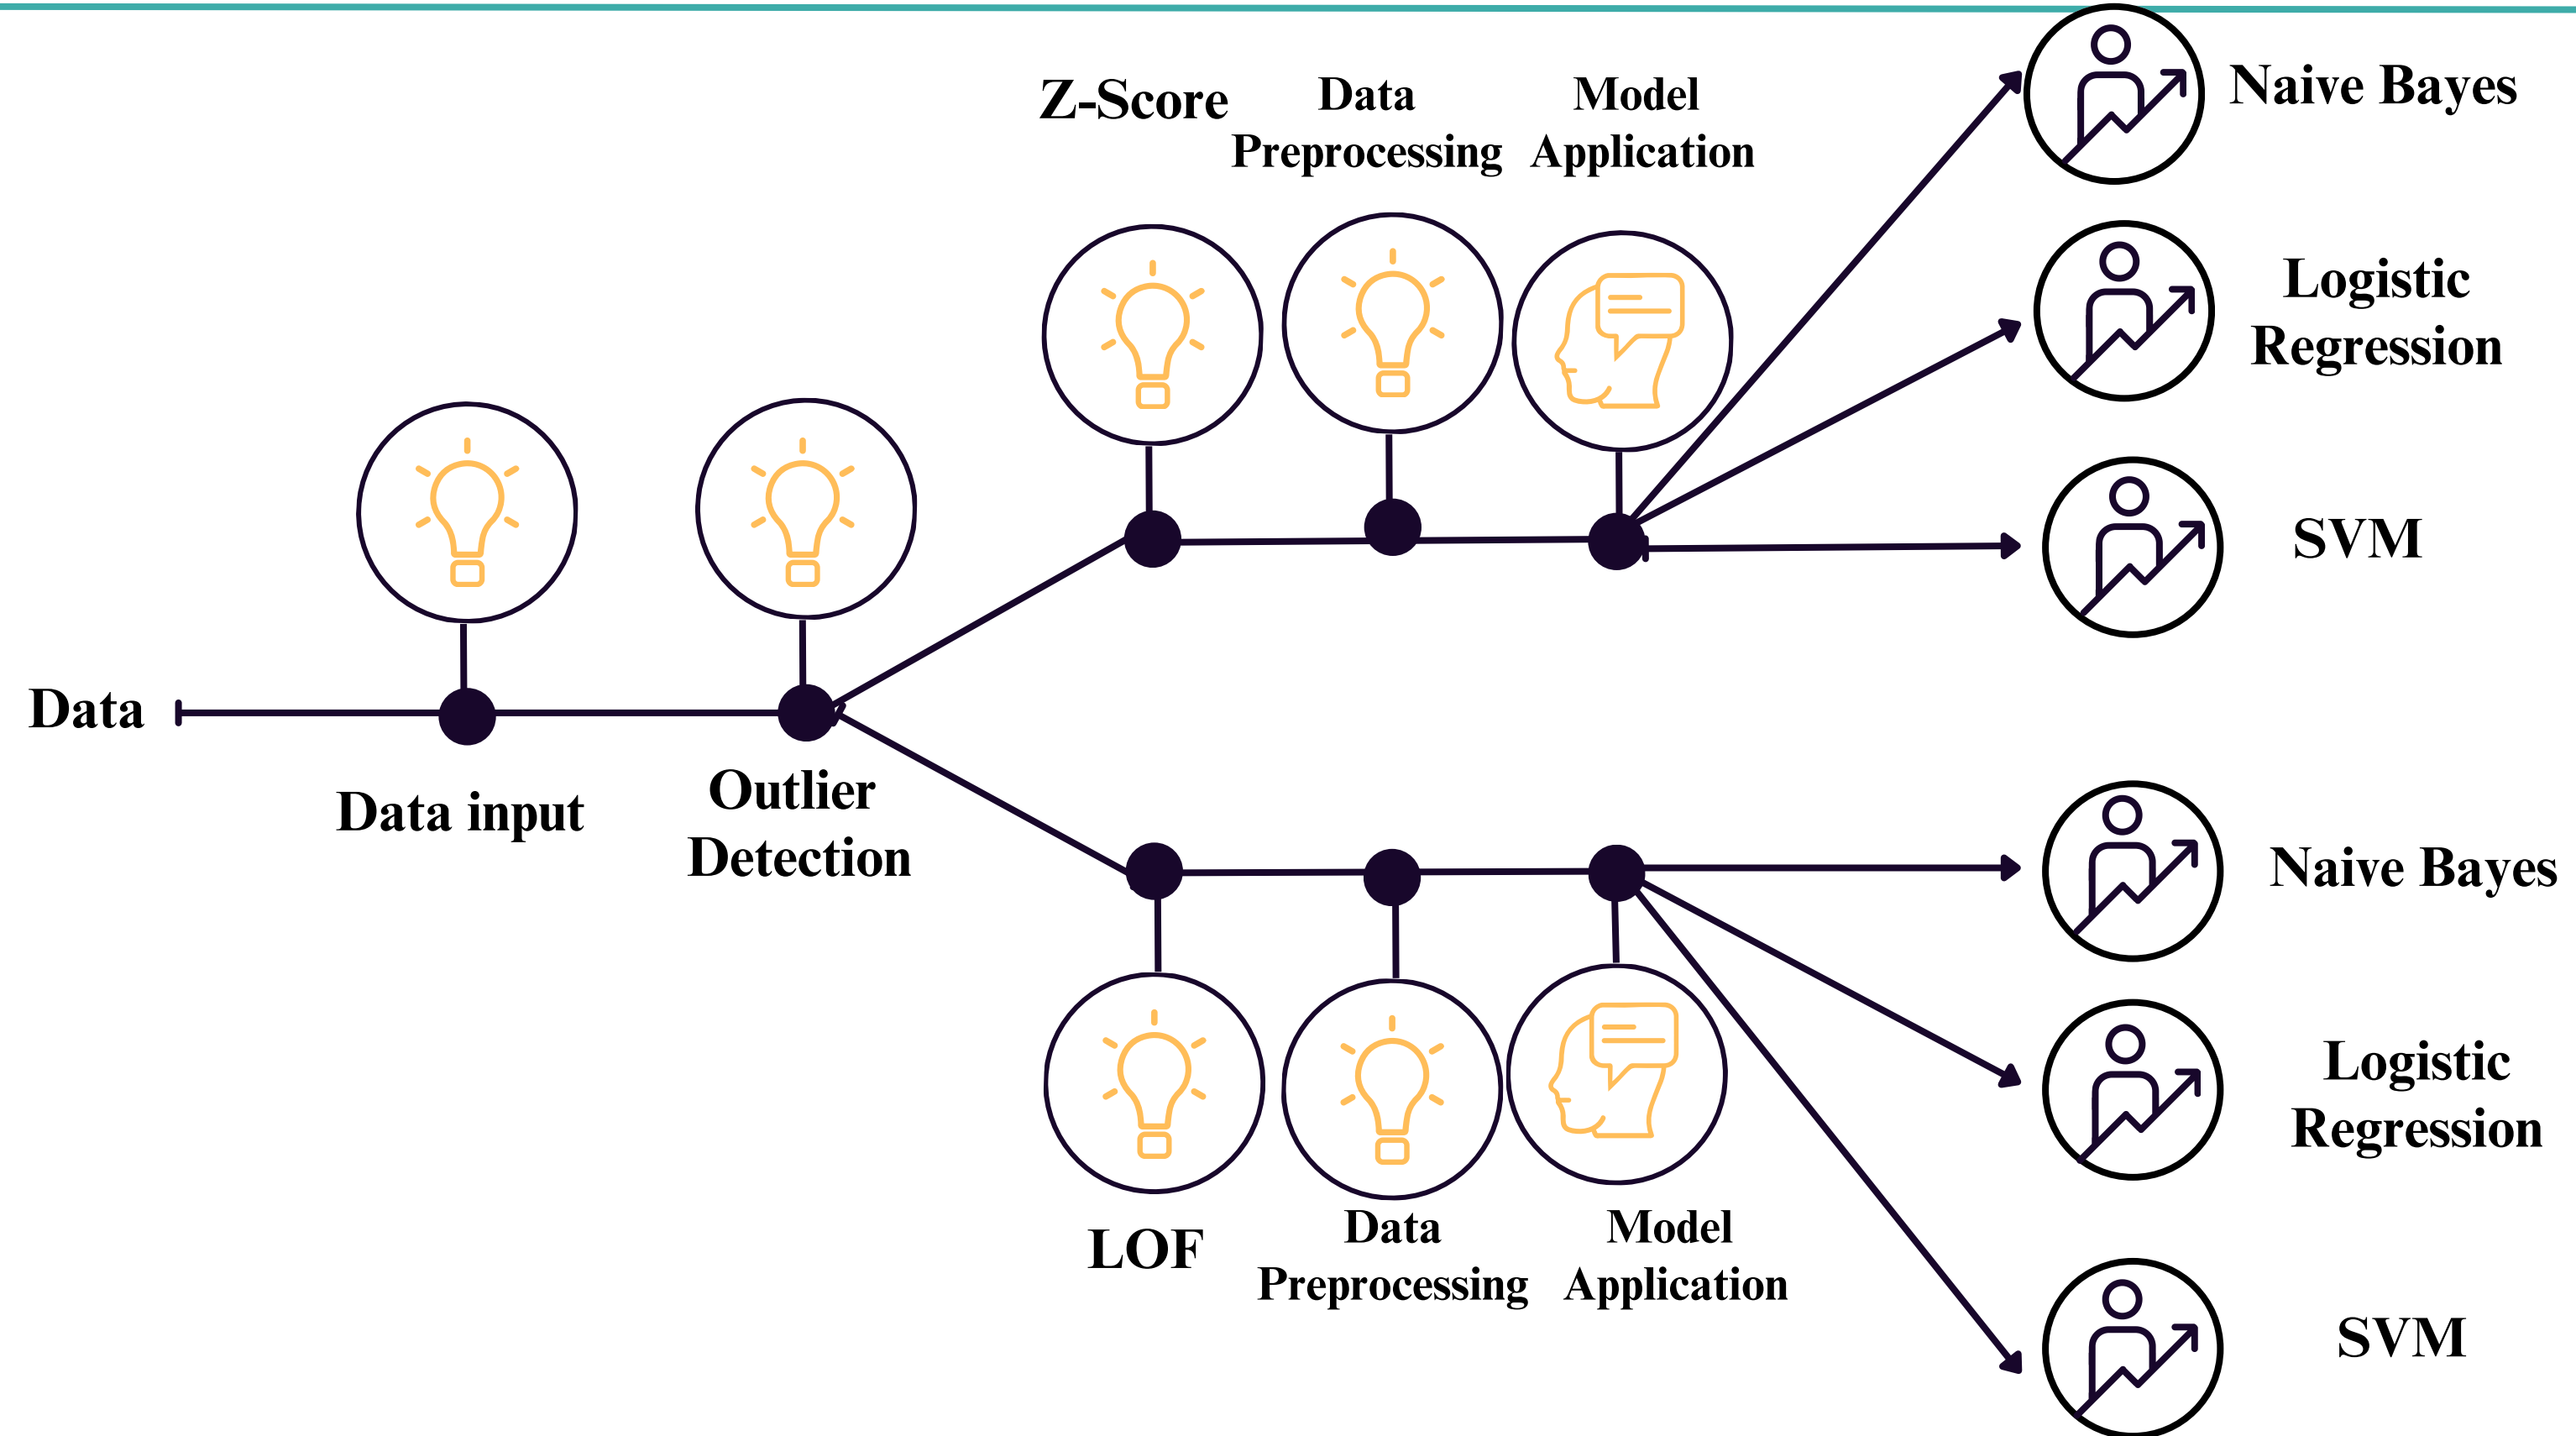 Z-Score
Data
Preprocessing
Model
Application
Naive Bayes
Logistic
Regression
SVM
Data
Data input
Outlier
Detection
Naive Bayes
Logistic
Regression
LOF
Data
Preprocessing
Model
Application
SVM